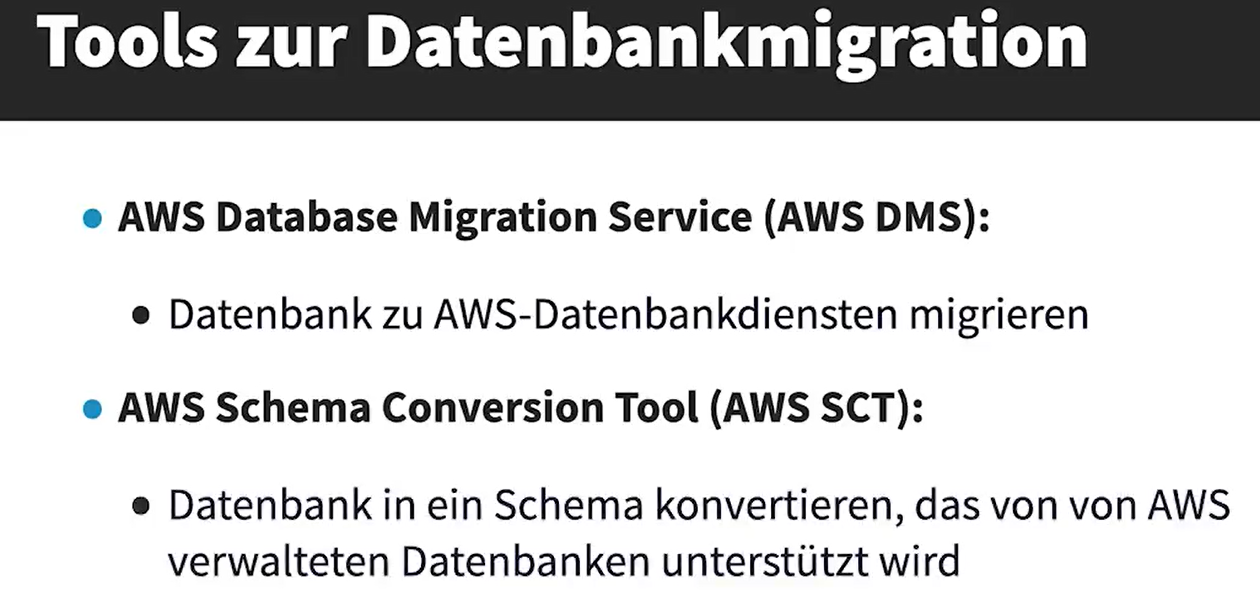 Tools zur Datenbankmigration
• AWS Database Migration Service (AWS DMS):
• Datenbank zu AWS-Datenbankdiensten migrieren
• AWS Schema Conversion Tool (AWS SCT):
• Datenbank in ein Schema konvertieren, das von von AWS
verwalteten Datenbanken unterstützt wird